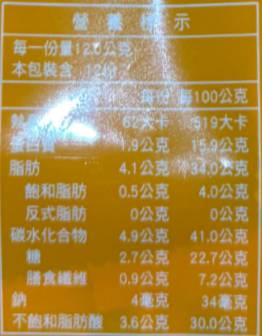 營養標示
每一份量12.0公克
本包裝含 12份
每份 每100公克
熱量 62大卡 519大卡
蛋白質 1.9公克 15.9公克
脂肪 4.1公克 34.0公克
飽和脂肪 0.5公克 4.0公克
反式脂肪 0公克 0公克
碳水化合物 4.9公克 41.0公克
糖 2.7公克 22.7公克
膳食纖維 0.9公克 7.2公克
鈉 4毫克 34毫克
不飽和脂肪酸 3.6公克 30.0公克